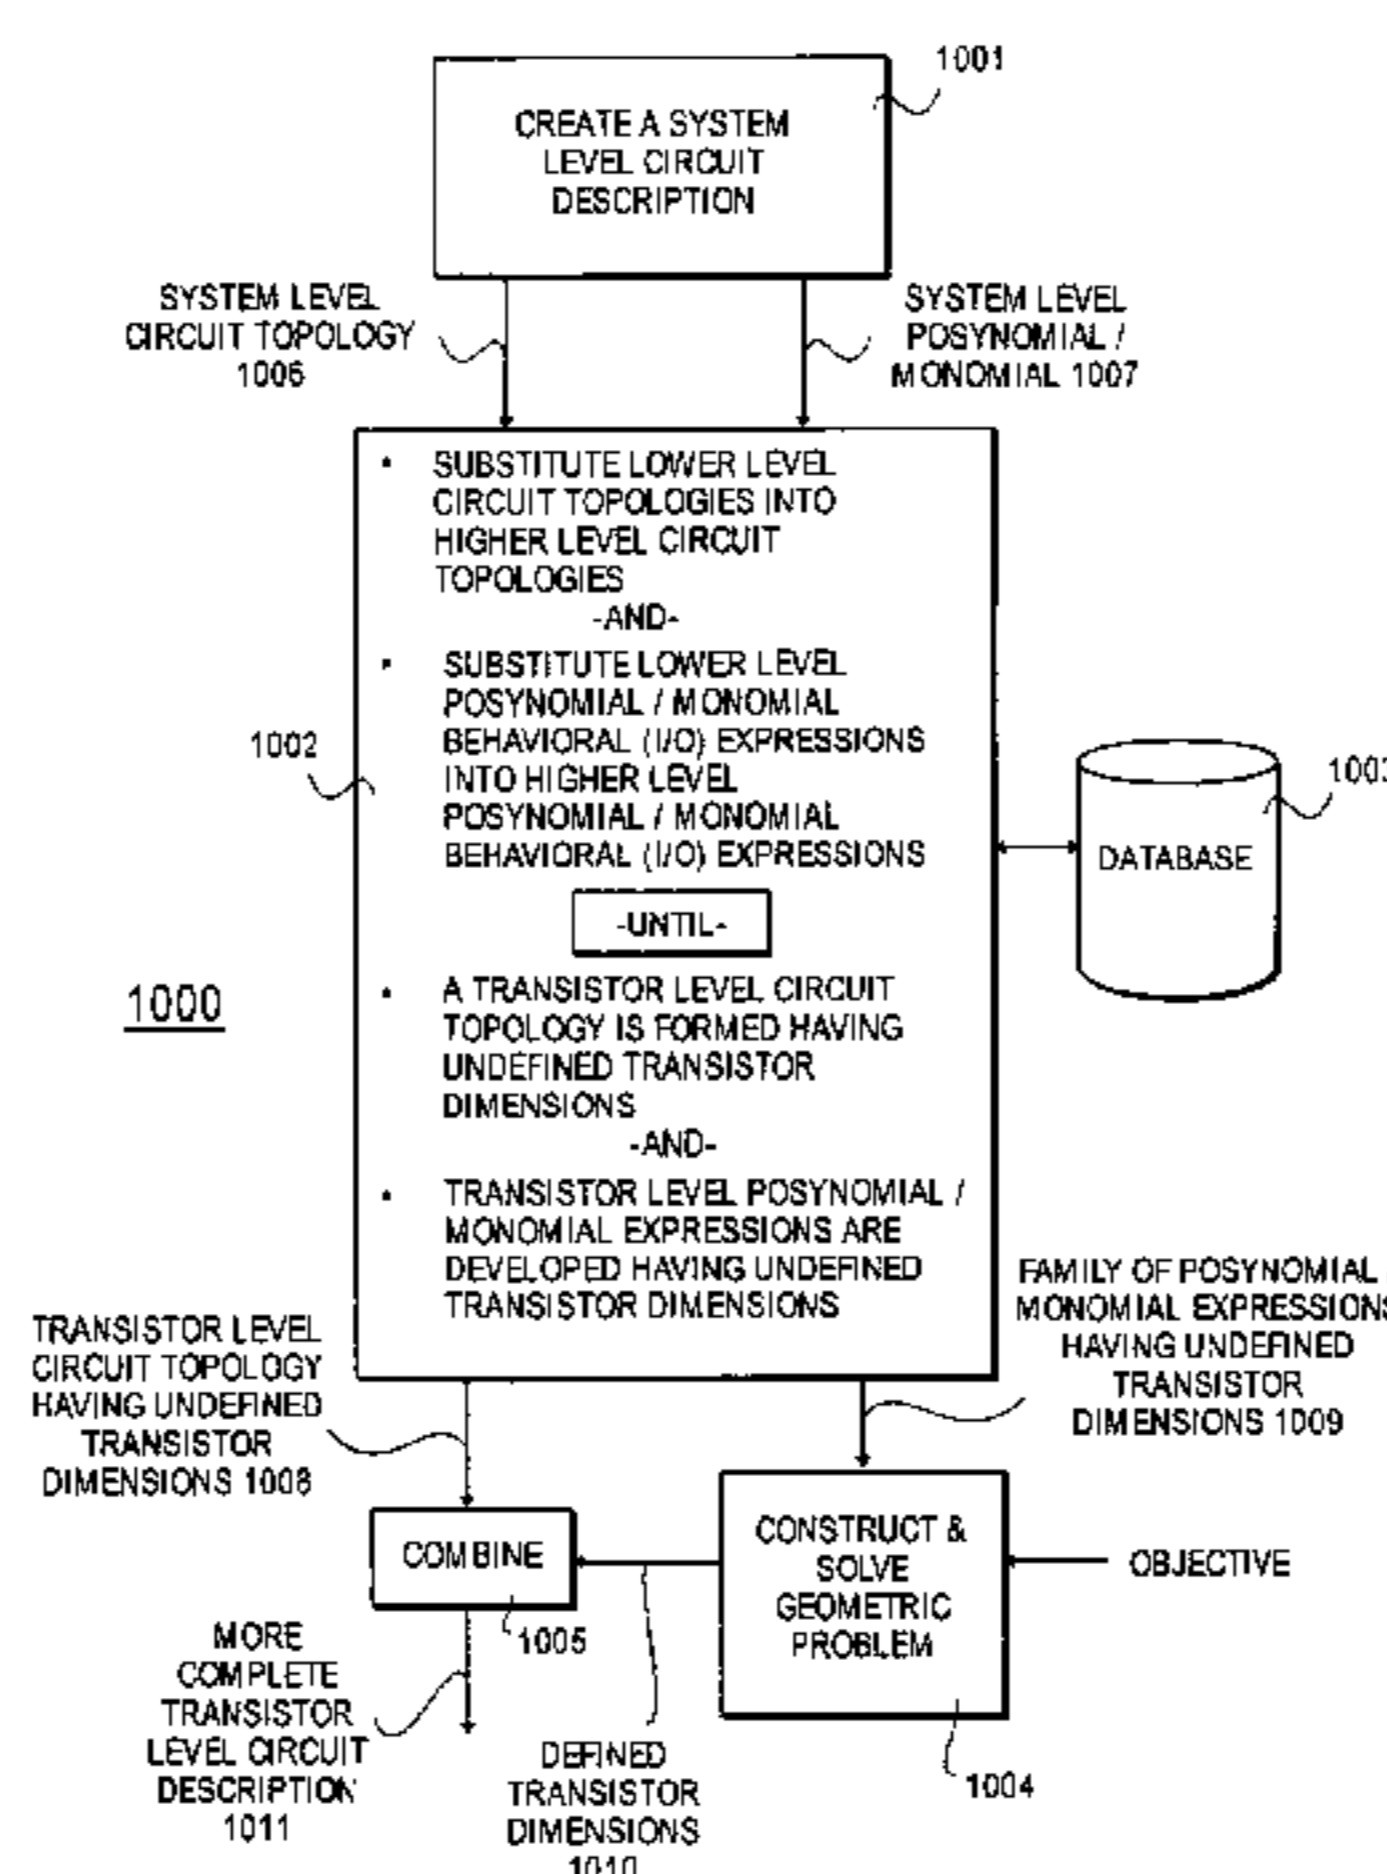 1001
CREATE A SYSTEM
LEVEL CIRCUIT
DESCRIPTION
SYSTEM LEVEL
CIRCUIT TOPOLOGY
1006
SYSTEM LEVEL
POSYNOMIAL /
MONOMIAL 1007
• SUBSTITUTE LOWER LEVEL
CIRCUIT TOPOLOGIES INTO
HIGHER LEVEL CIRCUIT
TOPOLOGIES
-AND-
• SUBSTITUTE LOWER LEVEL
POSYNOMIAL / MONOMIAL
BEHAVIORAL (I/O) EXPRESSIONS
INTO HIGHER LEVEL
POSYNOMIAL / MONOMIAL
BEHAVIORAL (I/O) EXPRESSIONS
-UNTIL-
• A TRANSISTOR LEVEL CIRCUIT
TOPOLOGY IS FORMED HAVING
UNDEFINED TRANSISTOR
DIMENSIONS
-AND-
• TRANSISTOR LEVEL POSYNOMIAL /
MONOMIAL EXPRESSIONS ARE
DEVELOPED HAVING UNDEFINED
TRANSISTOR DIMENSIONS
1002
1003
DATABASE
1000
TRANSISTOR LEVEL
CIRCUIT TOPOLOGY
HAVING UNDEFINED
TRANSISTOR
DIMENSIONS 1008
FAMILY OF POSYNOMIAL /
MONOMIAL EXPRESSIONS
HAVING UNDEFINED
TRANSISTOR
DIMENSIONS 1009
COMBINE
1005
CONSTRUCT &
SOLVE
GEOMETRIC
PROBLEM
1004
OBJECTIVE
MORE
COMPLETE
TRANSISTOR
LEVEL CIRCUIT
DESCRIPTION
1011
DEFINED
TRANSISTOR
DIMENSIONS
1010